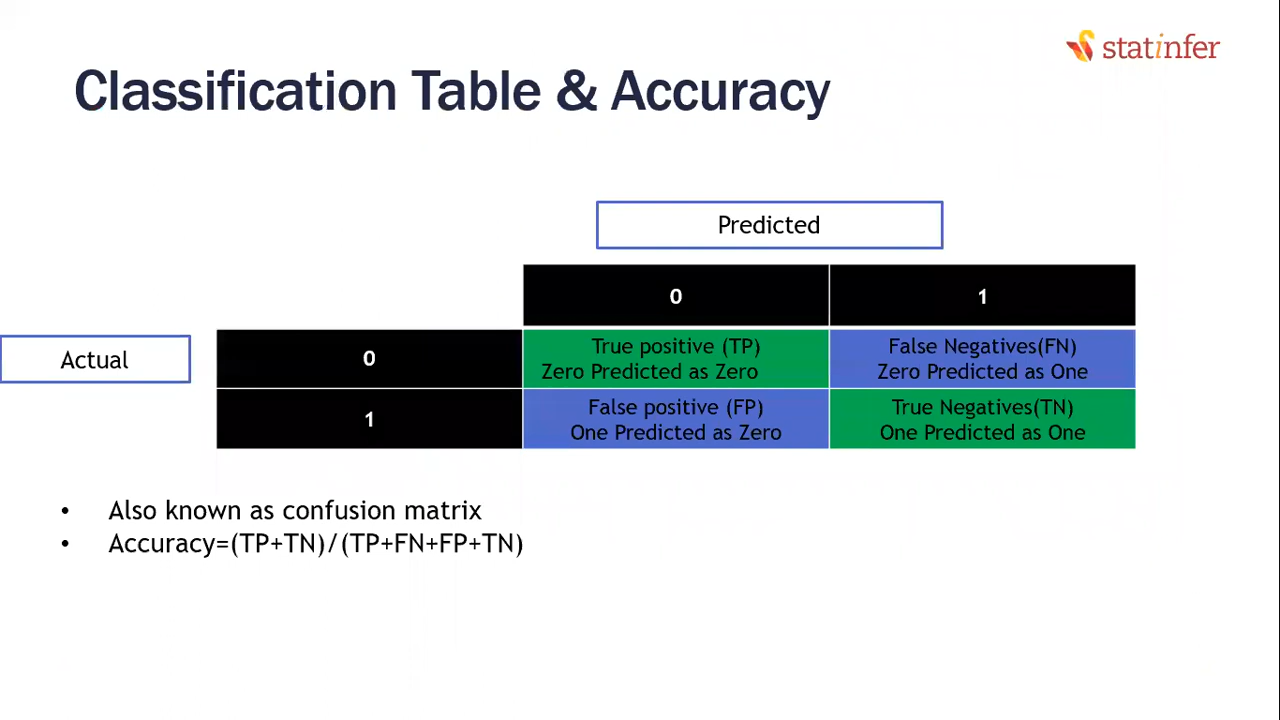 statinfer
Classification Table & Accuracy
Predicted
0
1
Actual
0
True positive (TP)
Zero Predicted as Zero
False Negatives(FN)
Zero Predicted as One
1
False positive (FP)
One Predicted as Zero
True Negatives(TN)
One Predicted as One
• Also known as confusion matrix
• Accuracy=(TP+TN)/(TP+FN+FP+TN)